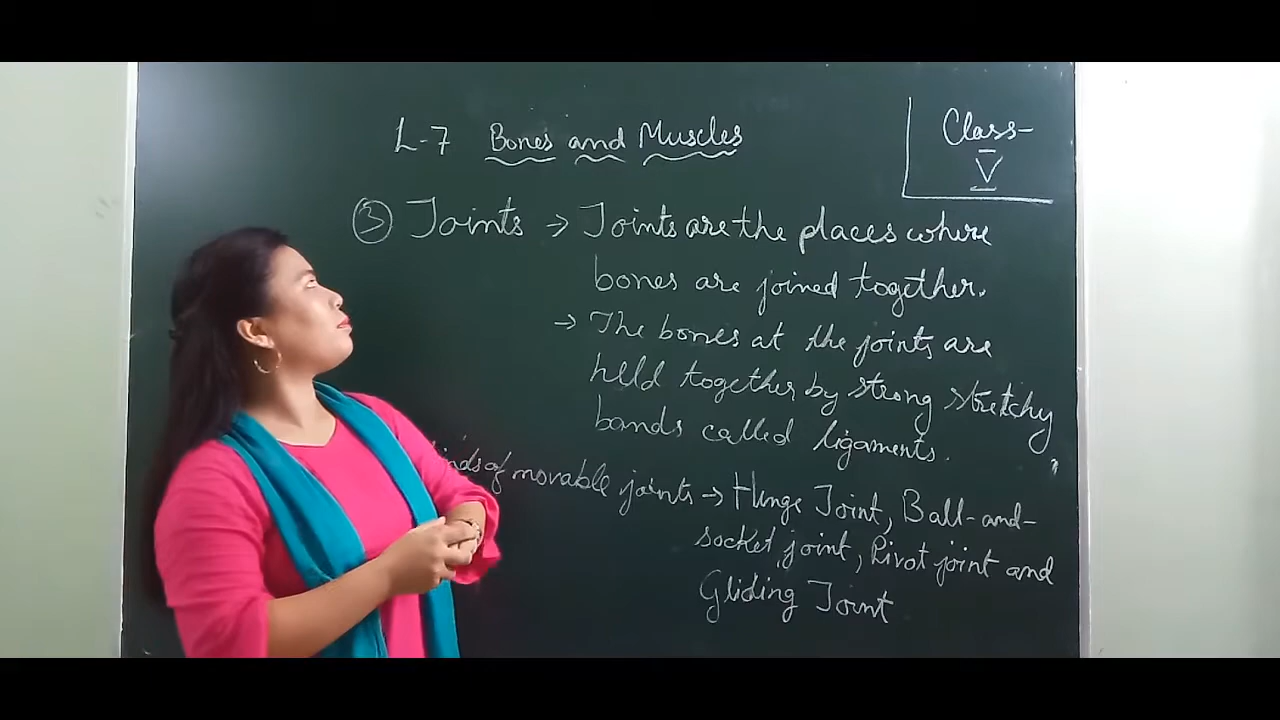 L-7 Bones and Muscles
Class-
V
③ Joints → Joints are the places where
bones are joined together.
→ The bones at the joints are
held together by strong stretchy
bands called ligaments.
inds of movable joints → Hinge Joint, Ball-and-
socket joint, Pivot joint and
Gliding Joint